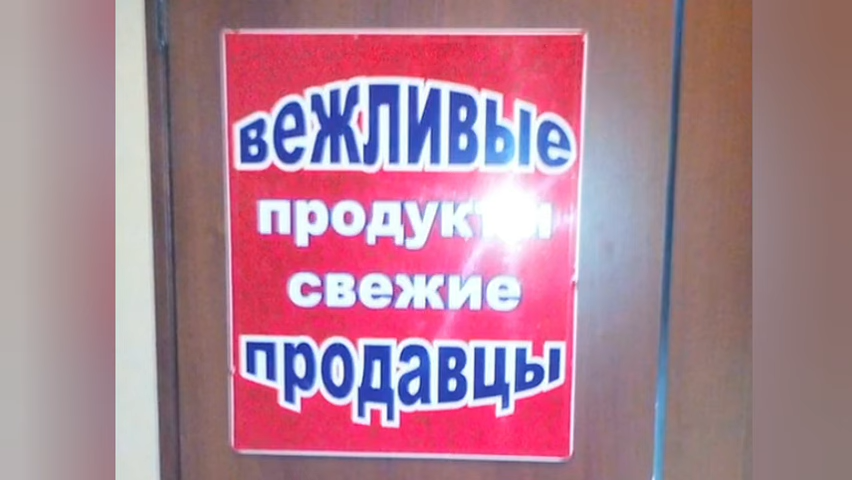 вежливые
продукты
свежие
продавцы